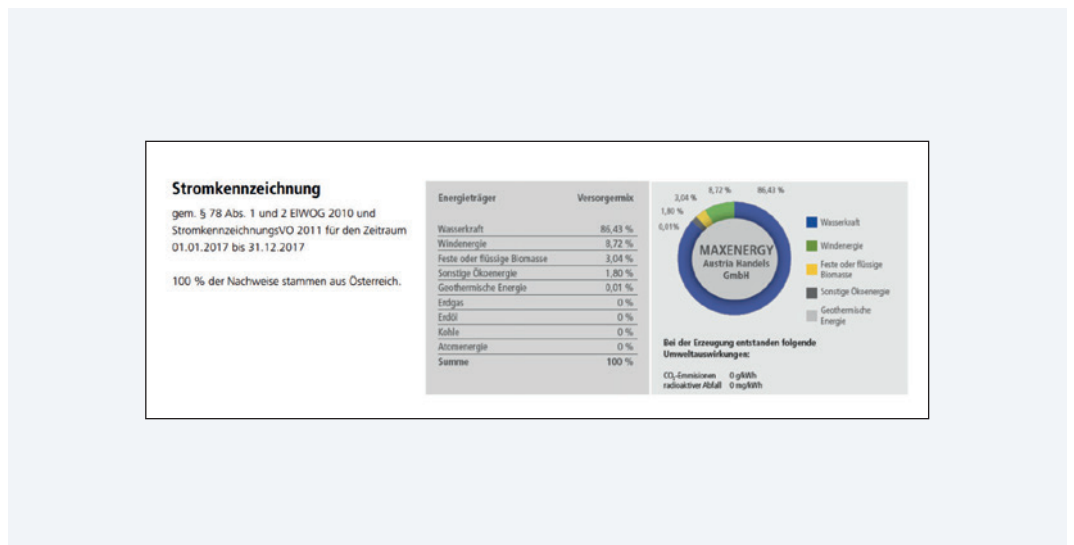 Stromkennzeichnung
gem. § 78 Abs. 1 und 2 ElWOG 2010 und
StromkennzeichnungsVO 2011 für den Zeitraum
01.01.2017 bis 31.12.2017
100 % der Nachweise stammen aus Österreich.
Energieträger Versorgermix
Wasserkraft 86,43 %
Windenergie 8,72 %
Feste oder flüssige Biomasse 3,04 %
Sonstige Ökoenergie 1,80 %
Geothermische Energie 0,01 %
Erdgas 0 %
Erdöl 0 %
Kohle 0 %
Atomenergie 0 %
Summe 100 %
86,43 %
8,72 %
3,04 %
1,80 %
0,01%
MAXENERGY
Austria Handels
GmbH
Wasserkraft
Windenergie
Feste oder flüssige
Biomasse
Sonstige Ökoenergie
Geothermische
Energie
Bei der Erzeugung entstanden folgende
Umweltauswirkungen:
CO₂-Emmisionen 0 g/kWh
radioaktiver Abfall 0 mg/kWh